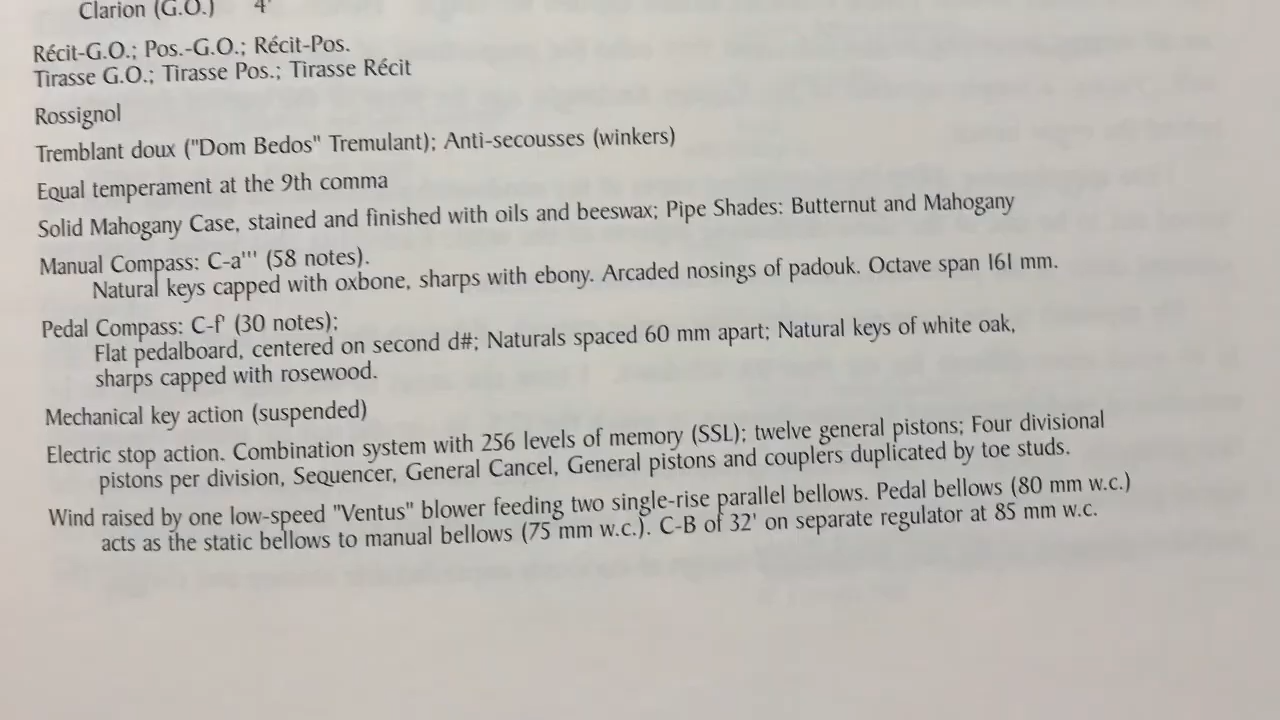 Clarion (G.O.) 4'
Récit-G.O.; Pos.-G.O.; Récit-Pos.
Tirasse G.O.; Tirasse Pos.; Tirasse Récit
Rossignol
Tremblant doux ("Dom Bedos" Tremulant); Anti-secousses (winkers)
Equal temperament at the 9th comma
Solid Mahogany Case, stained and finished with oils and beeswax; Pipe Shades: Butternut and Mahogany
Manual Compass: C-a''' (58 notes).
Natural keys capped with oxbone, sharps with ebony. Arcaded nosings of padouk. Octave span 161 mm.
Pedal Compass: C-f' (30 notes);
Flat pedalboard, centered on second d#; Naturals spaced 60 mm apart; Natural keys of white oak,
sharps capped with rosewood.
Mechanical key action (suspended)
Electric stop action. Combination system with 256 levels of memory (SSL); twelve general pistons; Four divisional
pistons per division, Sequencer, General Cancel, General pistons and couplers duplicated by toe studs.
Wind raised by one low-speed "Ventus" blower feeding two single-rise parallel bellows. Pedal bellows (80 mm w.c.)
acts as the static bellows to manual bellows (75 mm w.c.). C-B of 32' on separate regulator at 85 mm w.c.